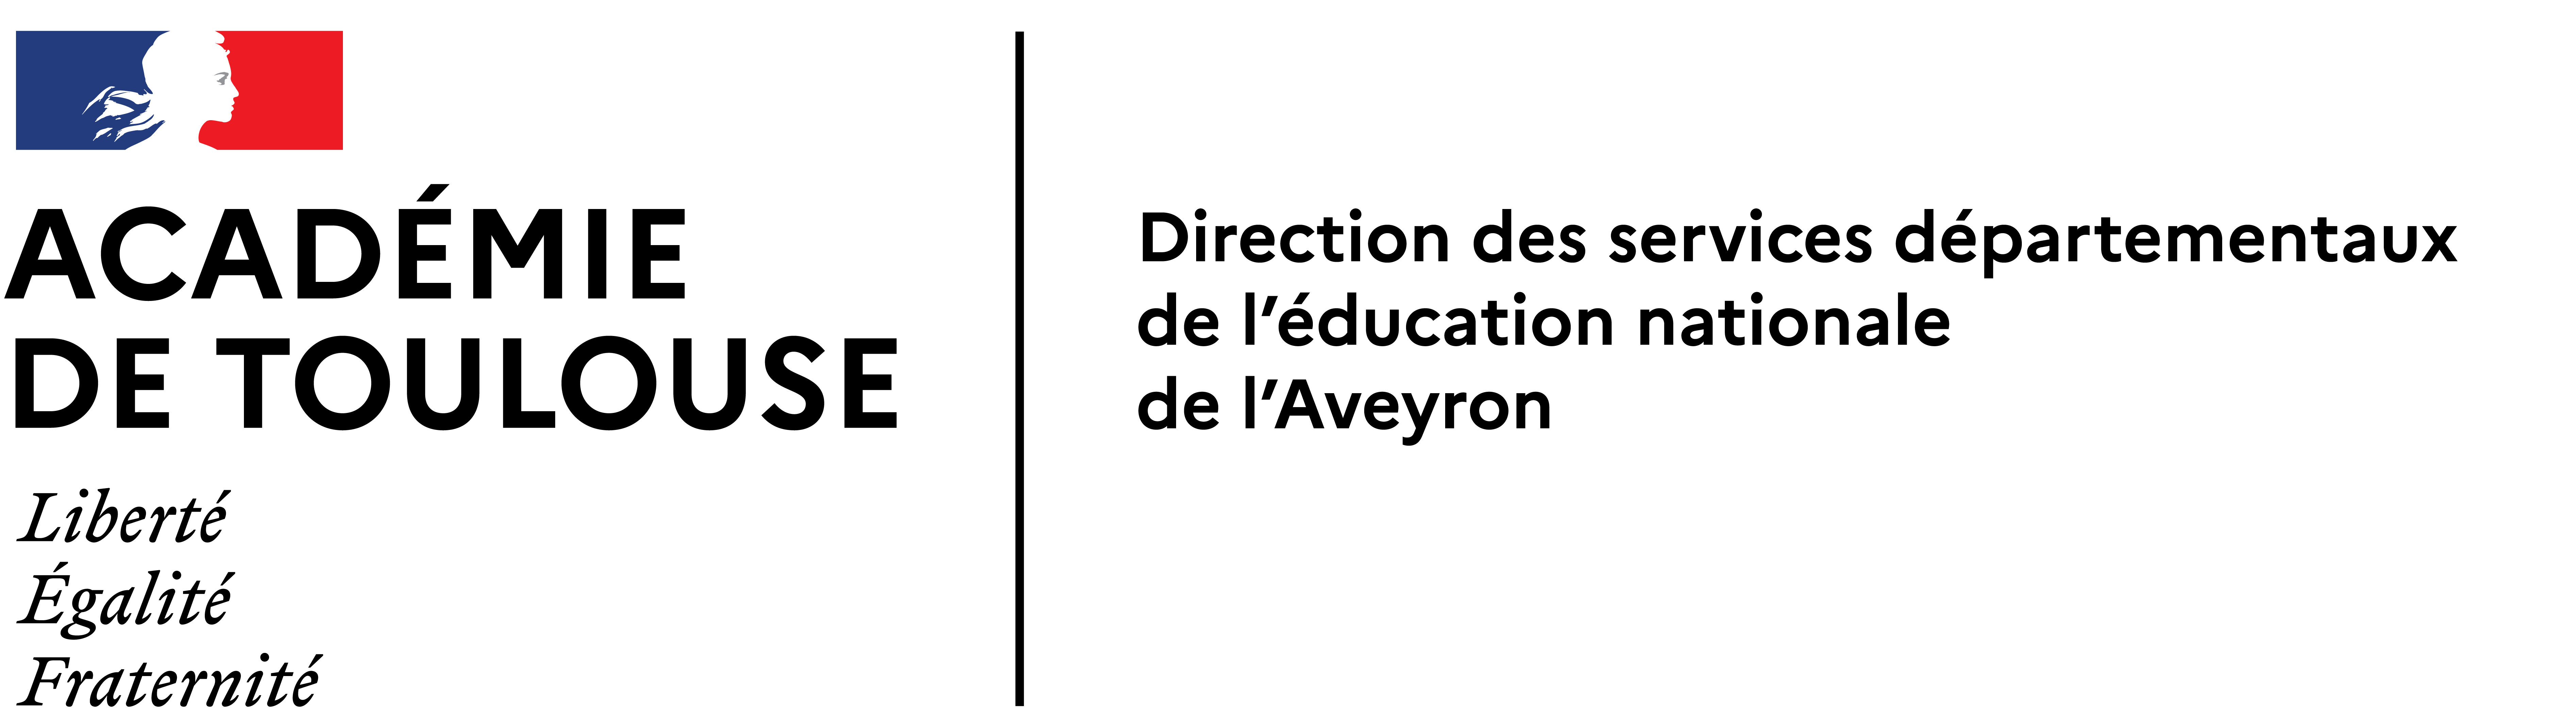 ACADÉMIE
DE TOULOUSE
Liberté
Égalité
Fraternité
Direction des services départementaux
de l’éducation nationale
de l’Aveyron